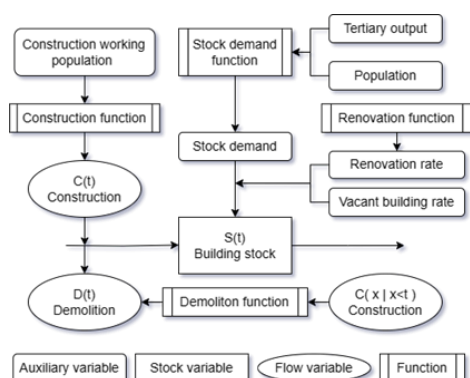 Construction working
population
Stock demand
function
Tertiary output
Population
Construction function
Renovation function
Stock demand
Renovation rate
C(t)
Construction
Vacant building rate
S(t)
Building stock
D(t)
Demolition
Demoliton function
C( x | x<t )
Construction
Auxiliary variable
Stock variable
Flow variable
Function